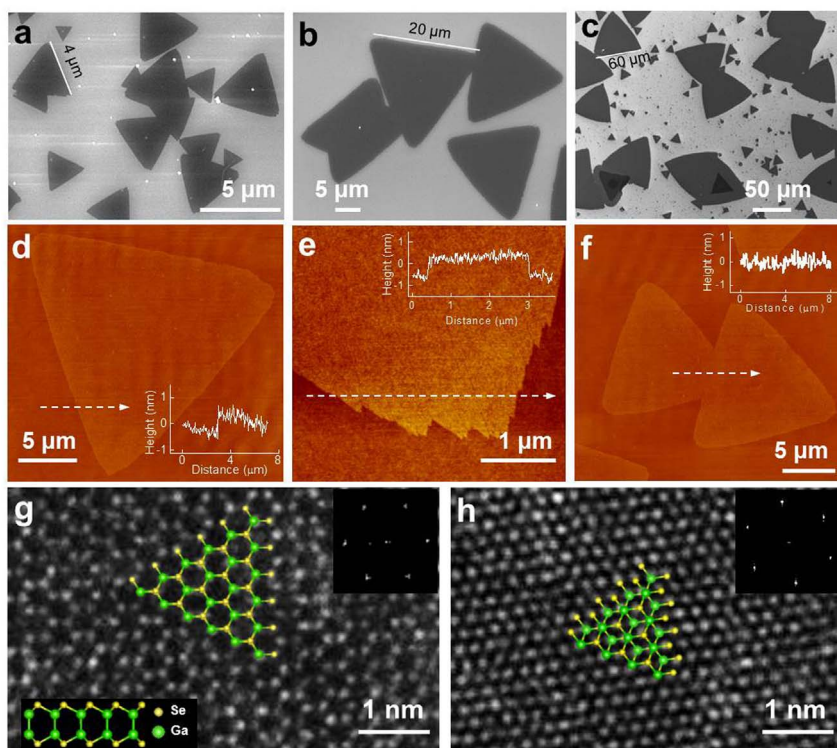 a
4 µm
5 µm
b
20 µm
5 µm
c
60 µm
50 µm
d
5 µm
Height (nm)
1
0
-1
0
4
8
Distance (µm)
e
Height (nm)
1
0
-1
0
1
2
3
Distance (µm)
1 µm
f
Height (nm)
1
0
-1
0
4
8
Distance (µm)
5 µm
g
Se
Ga
1 nm
h
1 nm